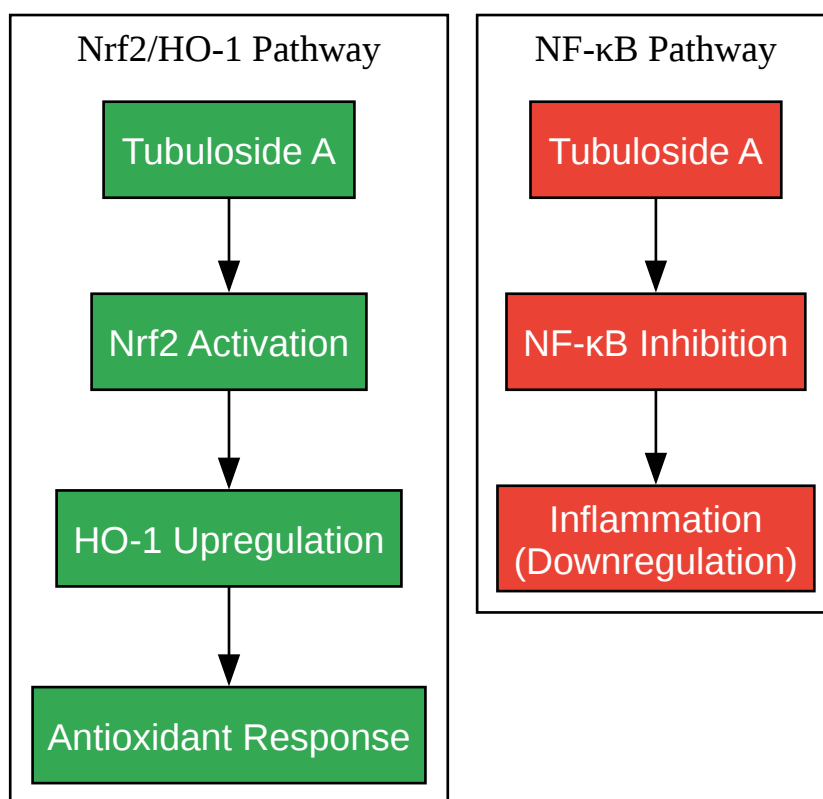 Nrf2/HO-1 Pathway
Tubuloside A
Nrf2 Activation
HO-1 Upregulation
Antioxidant Response
NF-κB Pathway
Tubuloside A
NF-κB Inhibition
Inflammation
(Downregulation)